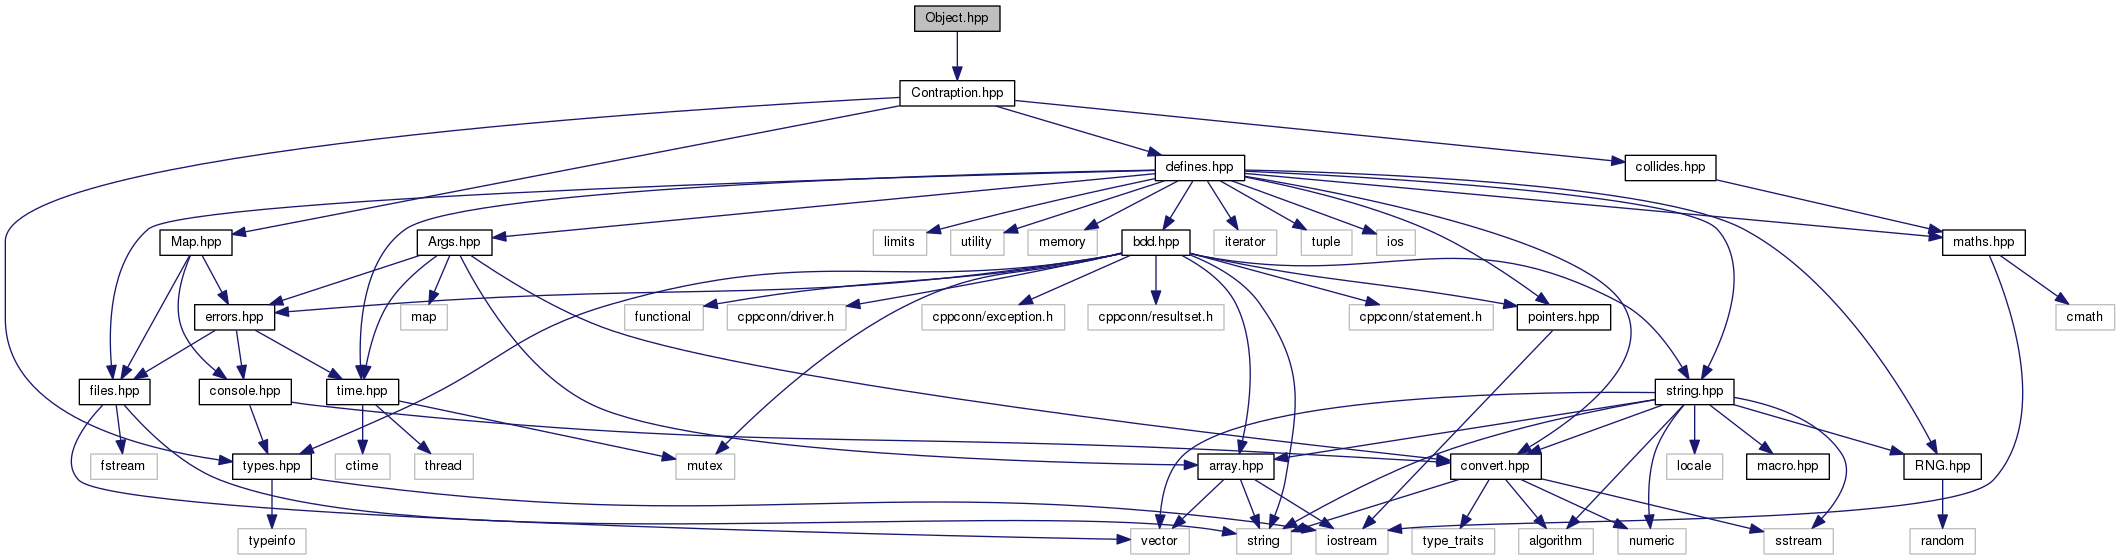 Object.hpp
Contraption.hpp
defines.hpp
collides.hpp
Map.hpp
Args.hpp
limits
utility
memory
bdd.hpp
iterator
tuple
ios
maths.hpp
errors.hpp
map
functional
cppconn/driver.h
cppconn/exception.h
cppconn/resultset.h
cppconn/statement.h
pointers.hpp
cmath
files.hpp
console.hpp
time.hpp
string.hpp
fstream
types.hpp
ctime
thread
mutex
array.hpp
convert.hpp
locale
macro.hpp
RNG.hpp
typeinfo
vector
string
iostream
type_traits
algorithm
numeric
sstream
random